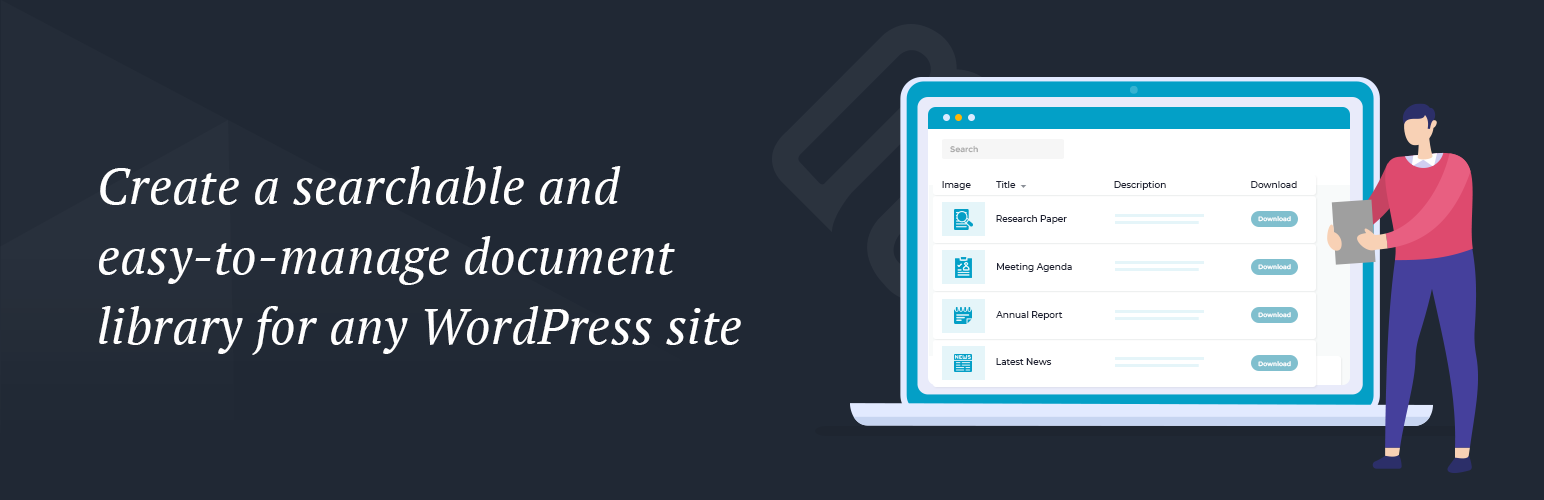 Create a searchable and
easy-to-manage document
library for any WordPress site
Search
Image Title Description Download
Research Paper Download
Meeting Agenda Download
Annual Report Download
NEWS
Latest News Download